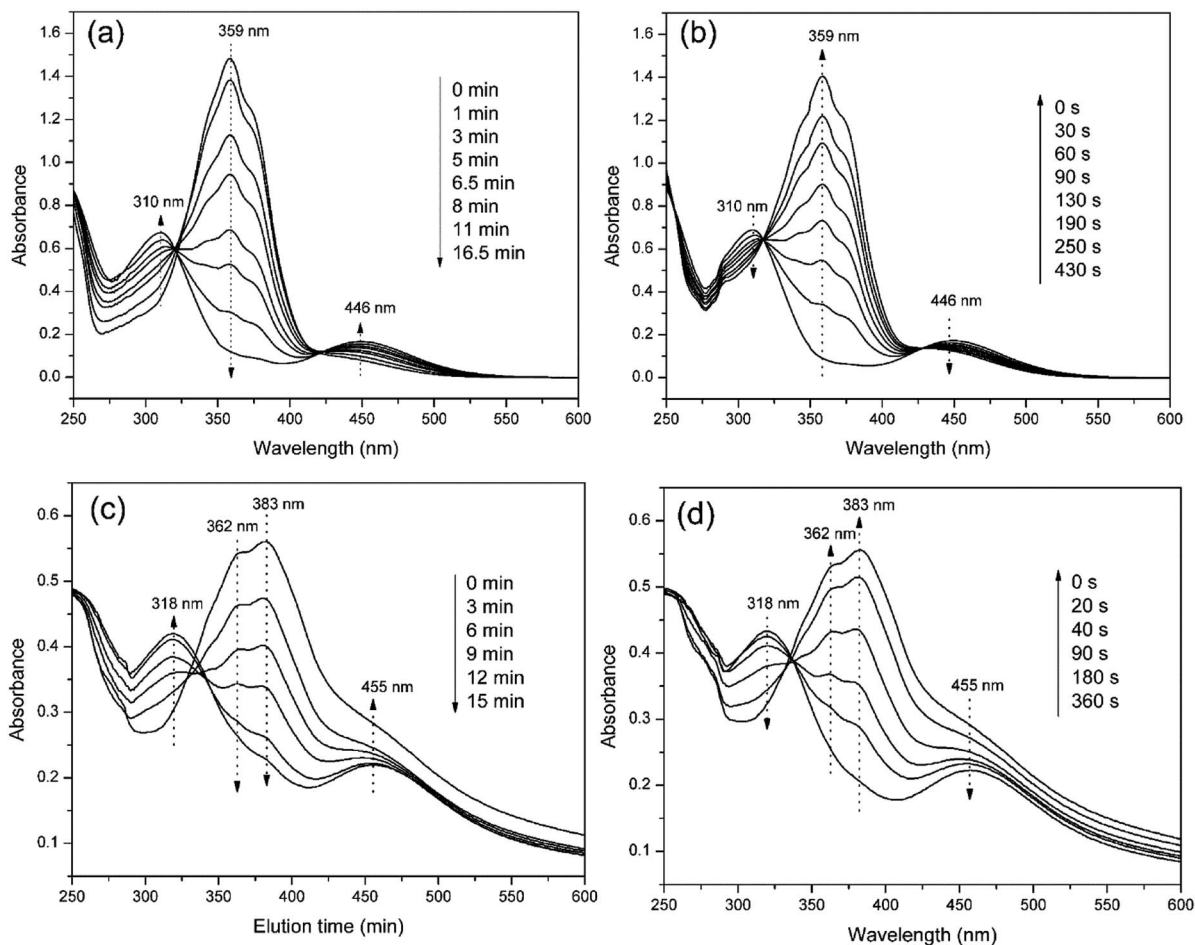 (a)
359 nm
310 nm
446 nm
0 min
1 min
3 min
5 min
6.5 min
8 min
11 min
16.5 min
1.6
1.4
1.2
1.0
0.8
0.6
0.4
0.2
0.0
Absorbance
250 300 350 400 450 500 550 600
Wavelength (nm)
(b)
359 nm
310 nm
446 nm
0 s
30 s
60 s
90 s
130 s
190 s
250 s
430 s
1.6
1.4
1.2
1.0
0.8
0.6
0.4
0.2
0.0
Absorbance
250 300 350 400 450 500 550 600
Wavelength (nm)
(c)
383 nm
362 nm
318 nm
455 nm
0 min
3 min
6 min
9 min
12 min
15 min
0.6
0.5
0.4
0.3
0.2
0.1
Absorbance
250 300 350 400 450 500 550 600
Elution time (min)
(d)
383 nm
362 nm
318 nm
455 nm
0 s
20 s
40 s
90 s
180 s
360 s
0.6
0.5
0.4
0.3
0.2
0.1
Absorbance
250 300 350 400 450 500 550 600
Wavelength (nm)